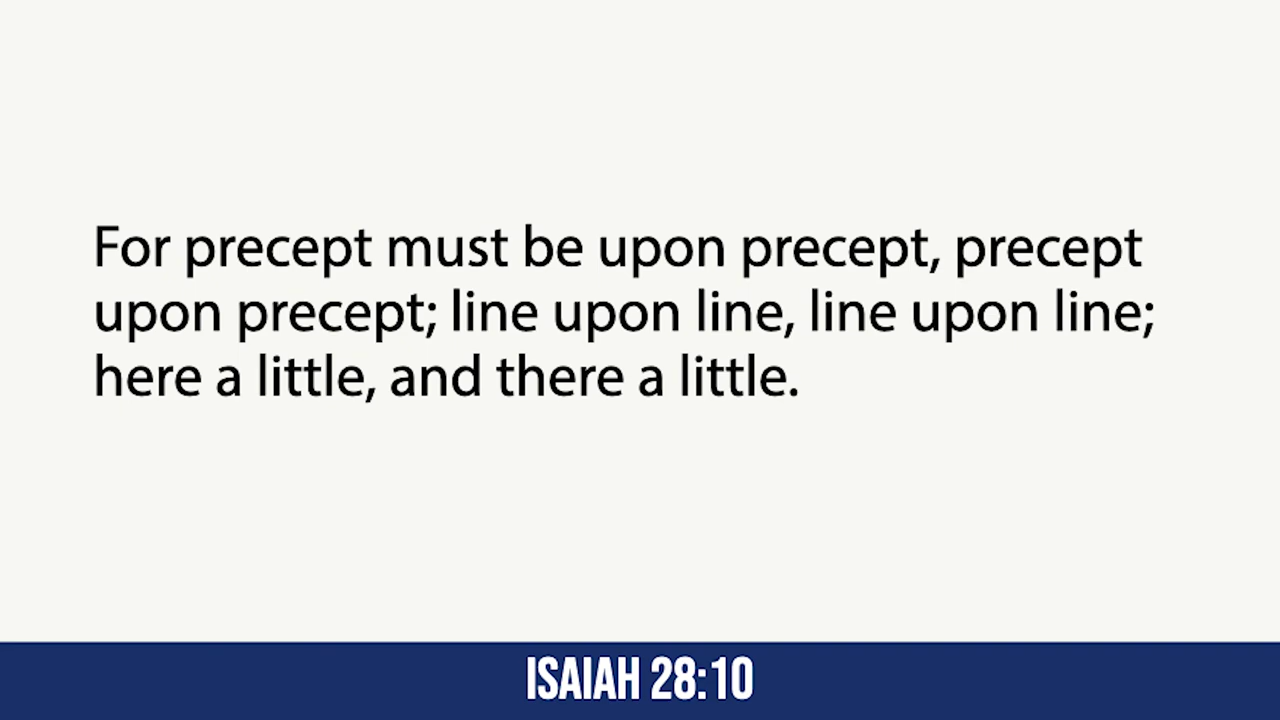 For precept must be upon precept, precept
upon precept; line upon line, line upon line;
here a little, and there a little.
ISAIAH 28:10